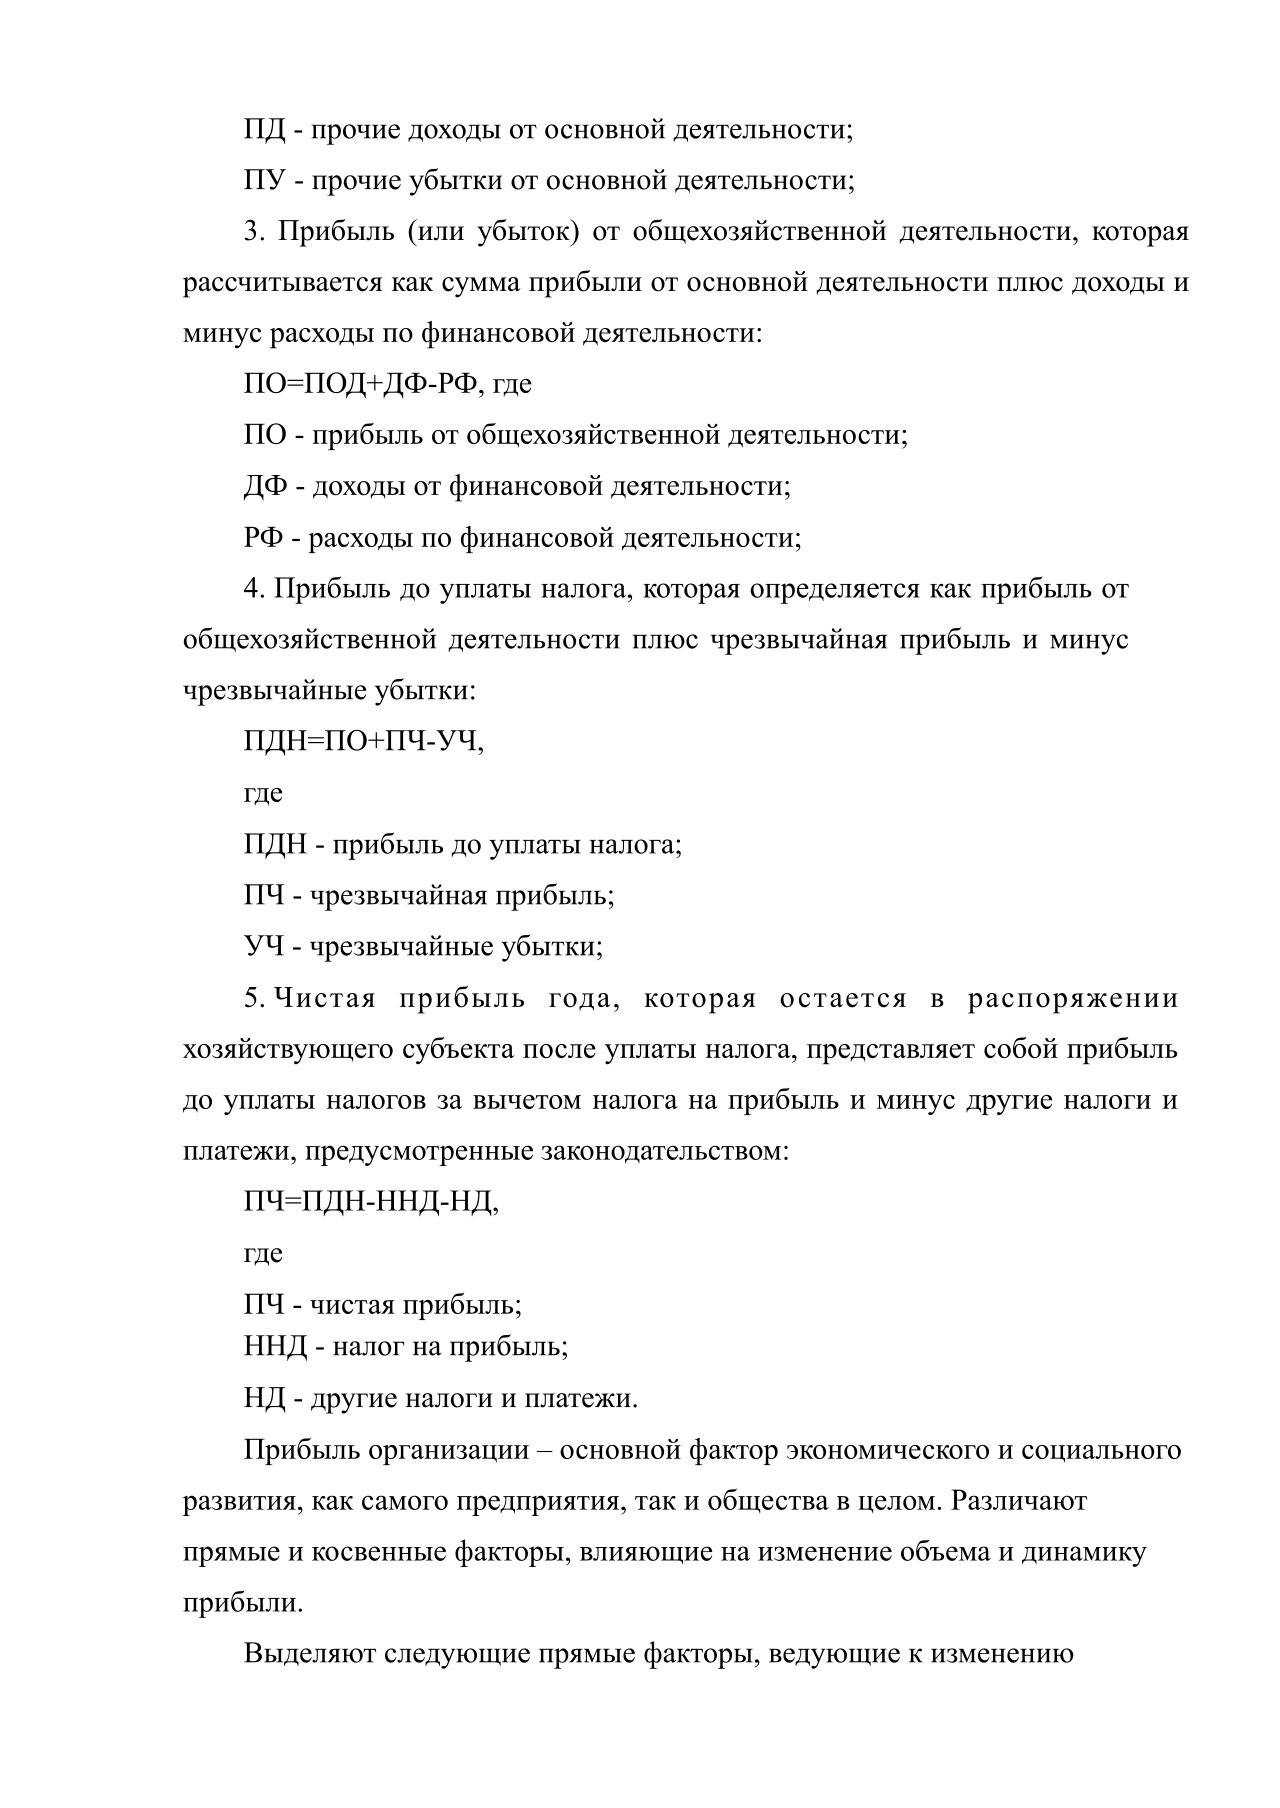 ПД - прочие доходы от основной деятельности;
ПУ - прочие убытки от основной деятельности;
3. Прибыль (или убыток) от общехозяйственной деятельности, которая
рассчитывается как сумма прибыли от основной деятельности плюс доходы и
минус расходы по финансовой деятельности:
ПО=ПОД+ДФ-РФ, где
ПО - прибыль от общехозяйственной деятельности;
ДФ - доходы от финансовой деятельности;
РФ - расходы по финансовой деятельности;
4. Прибыль до уплаты налога, которая определяется как прибыль от
общехозяйственной деятельности плюс чрезвычайная прибыль и минус
чрезвычайные убытки:
ПДН=ПО+ПЧ-УЧ,
где
ПДН - прибыль до уплаты налога;
ПЧ - чрезвычайная прибыль;
УЧ - чрезвычайные убытки;
5. Чистая прибыль года, которая остается в распоряжении
хозяйствующего субъекта после уплаты налога, представляет собой прибыль
до уплаты налогов за вычетом налога на прибыль и минус другие налоги и
платежи, предусмотренные законодательством:
ПЧ=ПДН-ННД-НД,
где
ПЧ - чистая прибыль;
ННД - налог на прибыль;
НД - другие налоги и платежи.
Прибыль организации – основной фактор экономического и социального
развития, как самого предприятия, так и общества в целом. Различают
прямые и косвенные факторы, влияющие на изменение объема и динамику
прибыли.
Выделяют следующие прямые факторы, ведующие к изменению